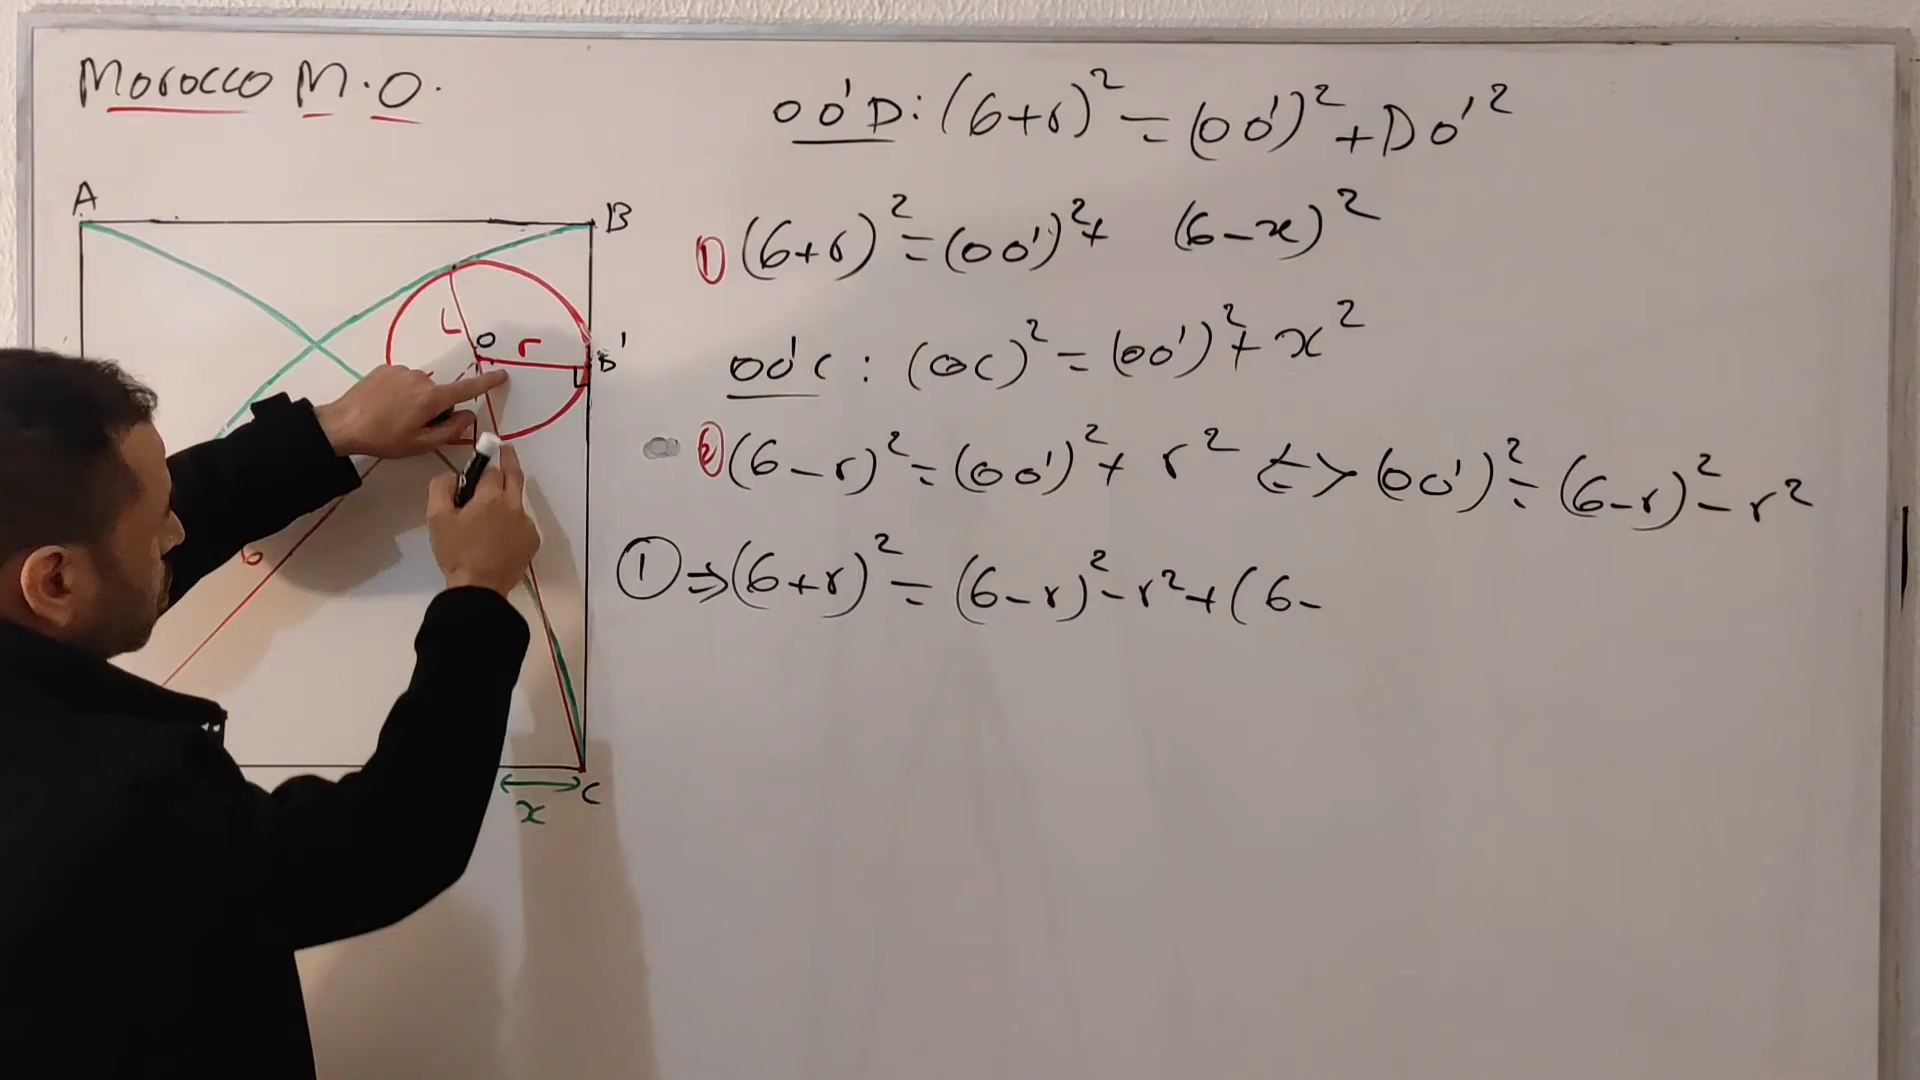 Morocco M.O.
OO'D: (6+r)² = (OO')² + DO'²
A
B
① (6+r)² = (OO')² + (6-x)²
O
r
B'
OO'C : (OC)² = (OO')² + x²
② (6-r)² = (OO')² + r² <=> (OO')² = (6-r)² - r²
6
① ⇒ (6+r)² = (6-r)² - r² + (6-
C
x